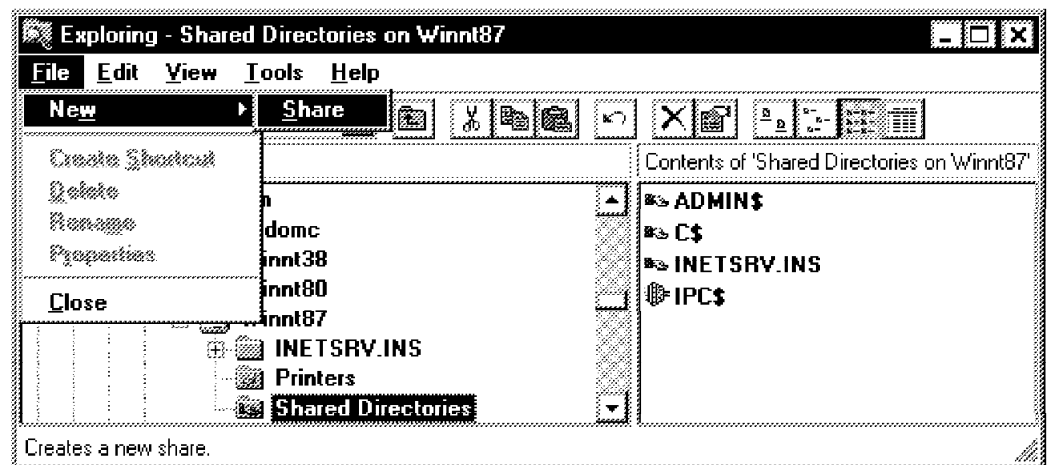 Exploring - Shared Directories on Winnt87
File Edit View Tools Help
New Share
Create Shortcut
Delete
Rename
Properties
Close
domc
innt38
innt80
winnt87
INETSRV.INS
Printers
Shared Directories
Contents of 'Shared Directories on Winnt87'
ADMIN$
C$
INETSRV.INS
IPC$
Creates a new share.